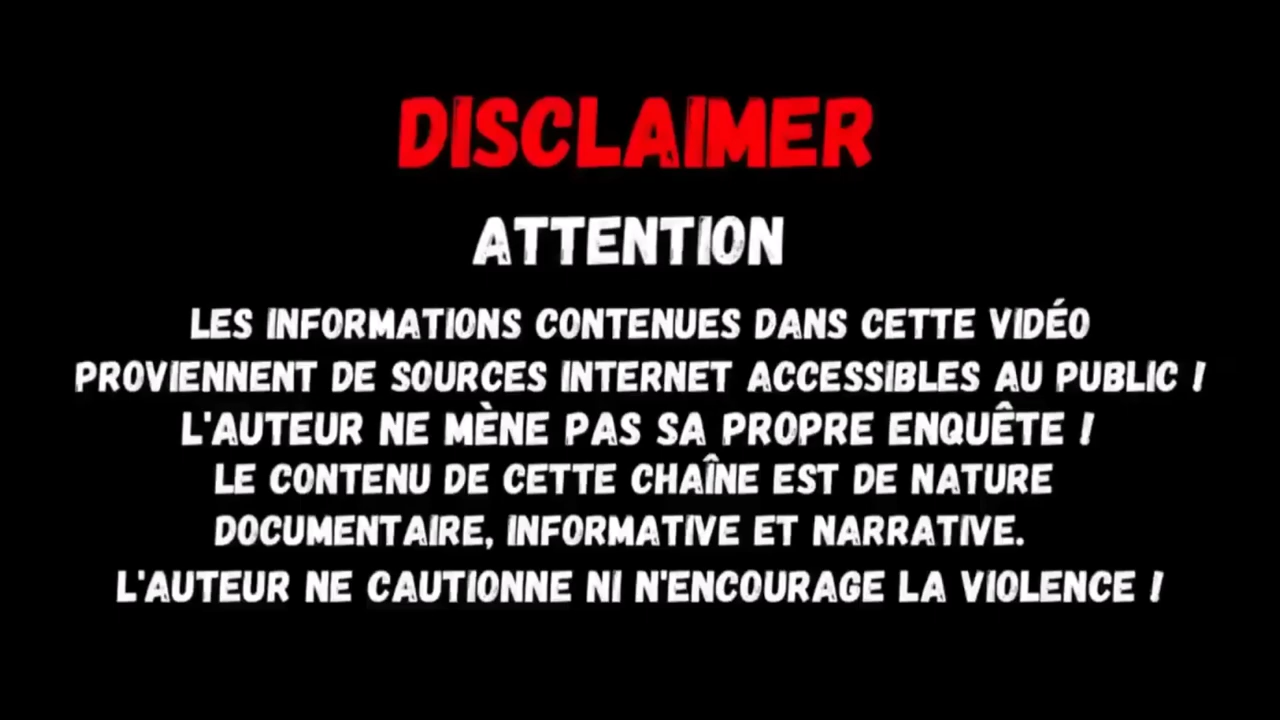 DISCLAIMER
ATTENTION
LES INFORMATIONS CONTENUES DANS CETTE VIDÉO
PROVIENNENT DE SOURCES INTERNET ACCESSIBLES AU PUBLIC !
L'AUTEUR NE MÈNE PAS SA PROPRE ENQUÊTE !
LE CONTENU DE CETTE CHAÎNE EST DE NATURE
DOCUMENTAIRE, INFORMATIVE ET NARRATIVE.
L'AUTEUR NE CAUTIONNE NI N'ENCOURAGE LA VIOLENCE !